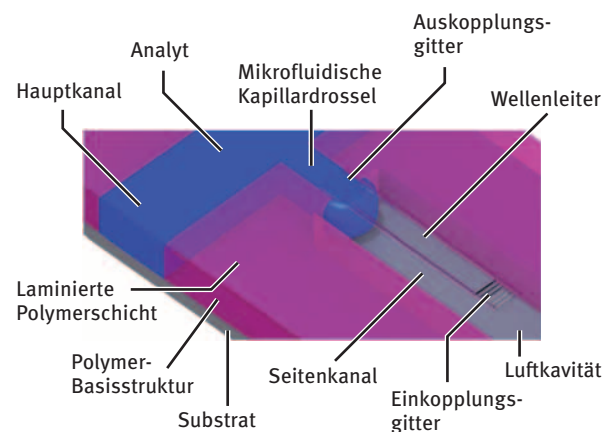 Auskopplungs-
gitter
Analyt
Mikrofluidische
Kapillardrossel
Hauptkanal
Wellenleiter
Laminierte
Polymerschicht
Polymer-
Basisstruktur
Substrat
Seitenkanal
Einkopplungs-
gitter
Luftkavität